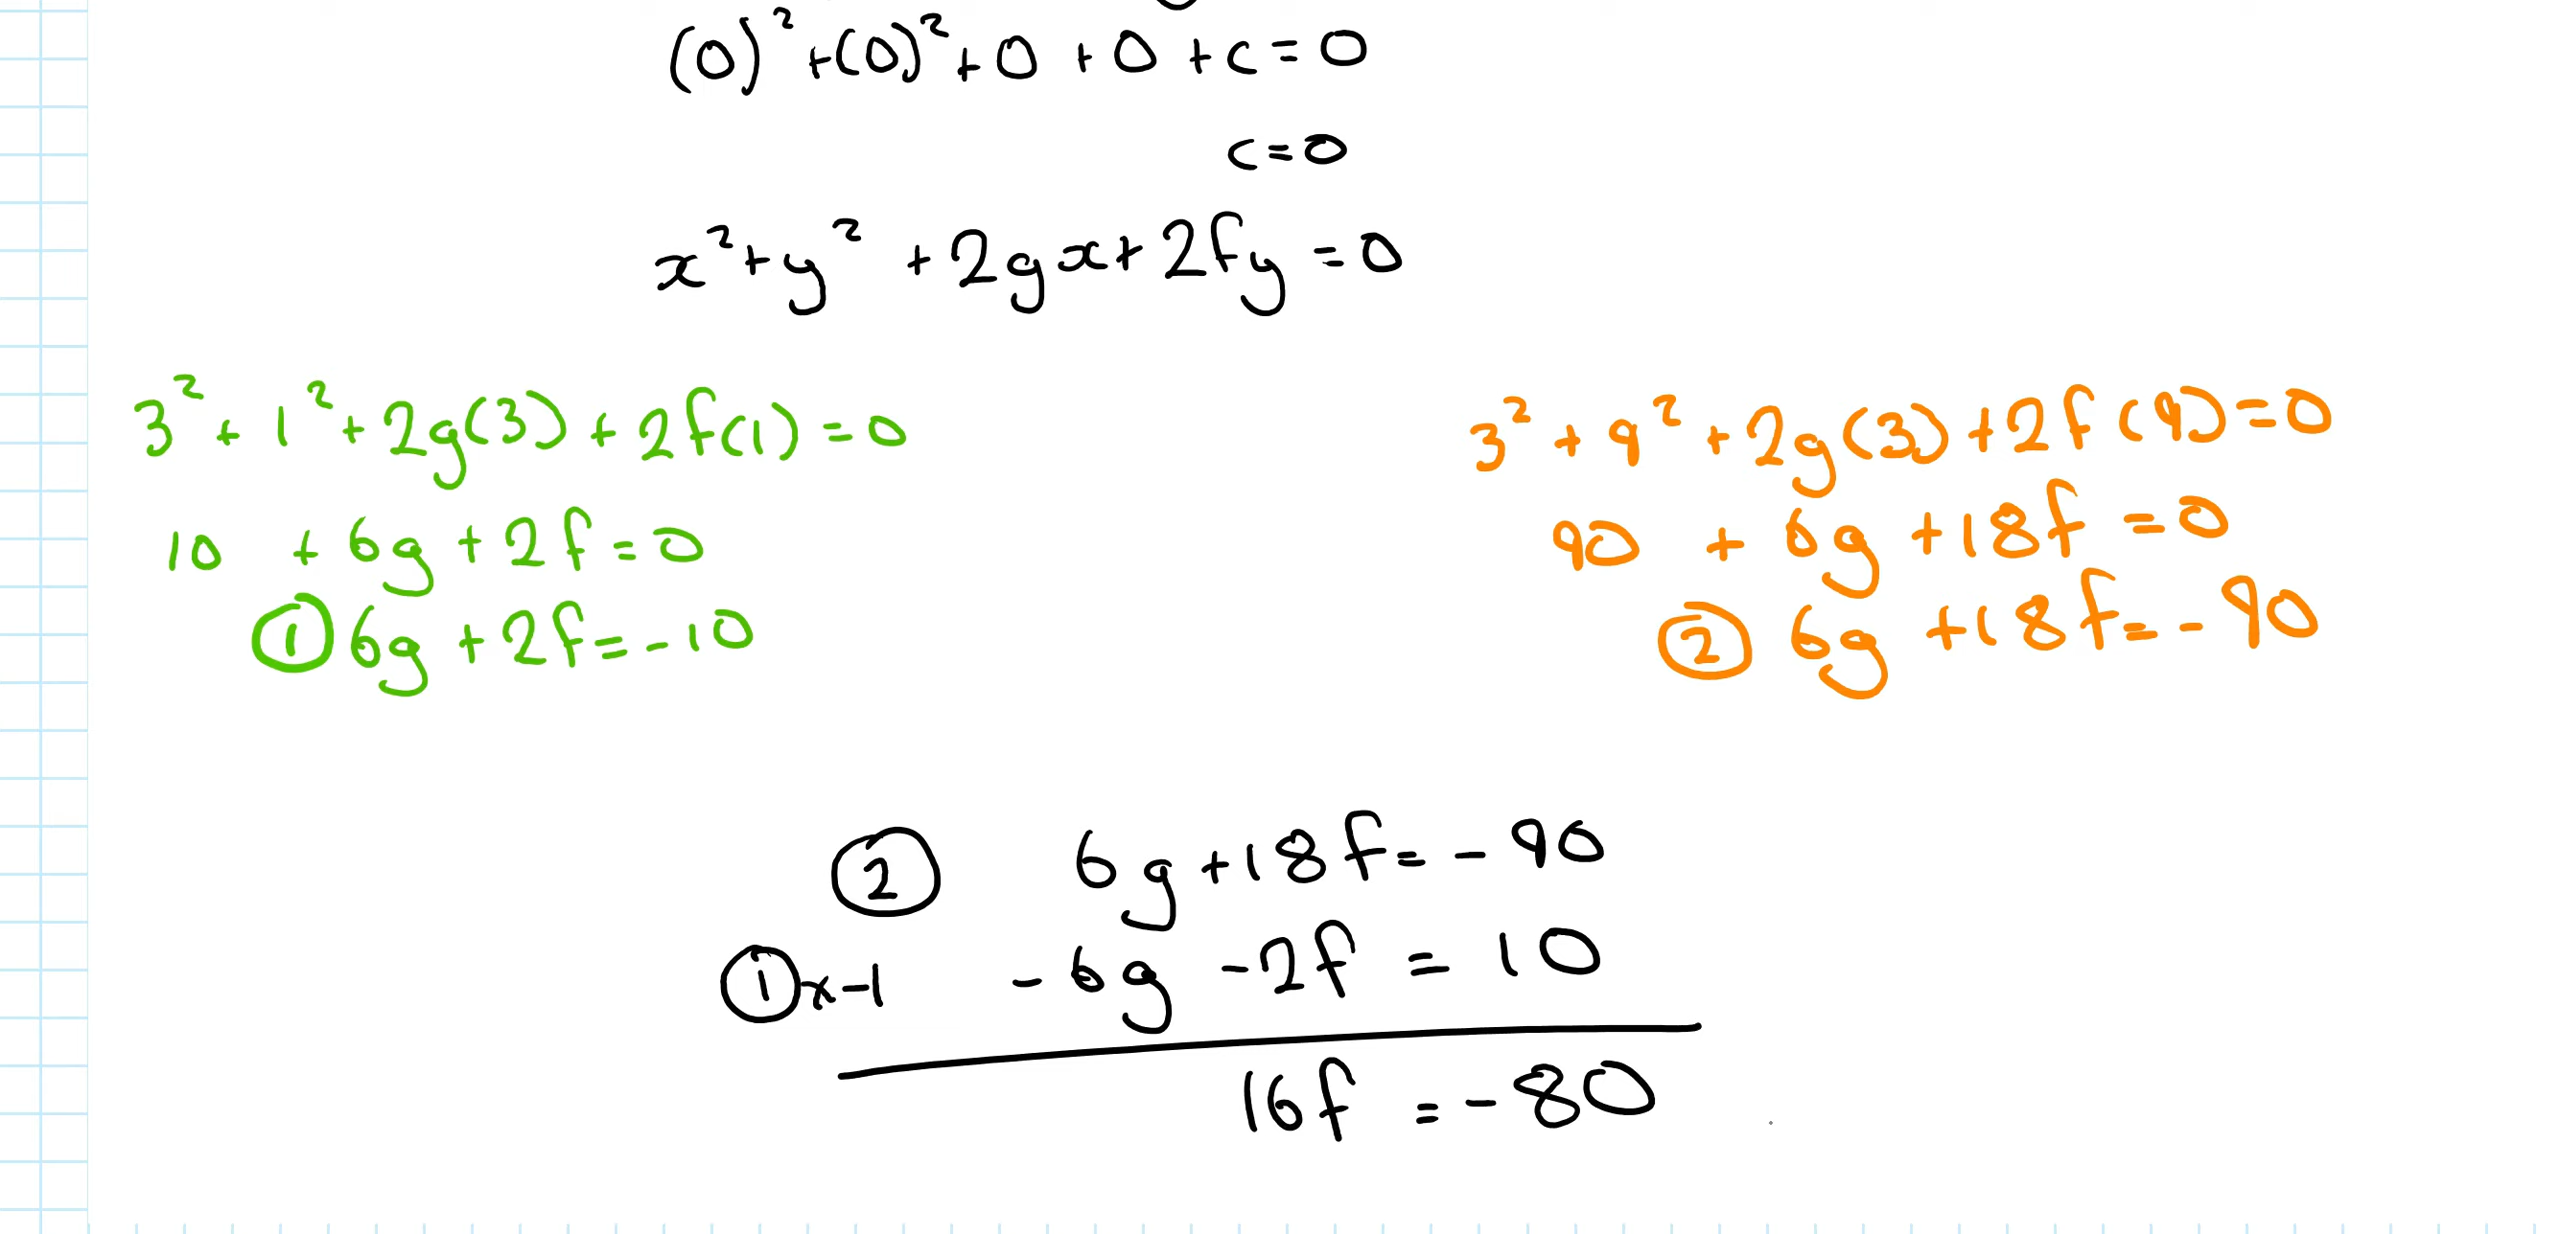 (0)² + (0)² + 0 + 0 + c = 0
c = 0
x² + y² + 2gx + 2fy = 0
3² + 1² + 2g(3) + 2f(1) = 0
10 + 6g + 2f = 0
① 6g + 2f = -10
3² + 9² + 2g(3) + 2f(9) = 0
90 + 6g + 18f = 0
② 6g + 18f = -90
② 6g + 18f = -90
① x -1 -6g - 2f = 10
16f = -80